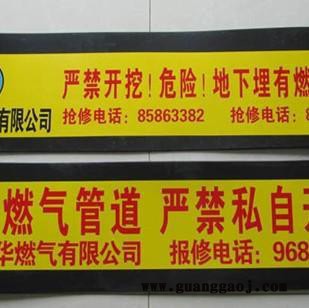 严禁开挖！危险！地下埋有燃
有限公司 抢修电话：85863382 抢修电话：8
燃气管道 严禁私自开
华燃气有限公司 报修电话：968
www.guanggaoj.com